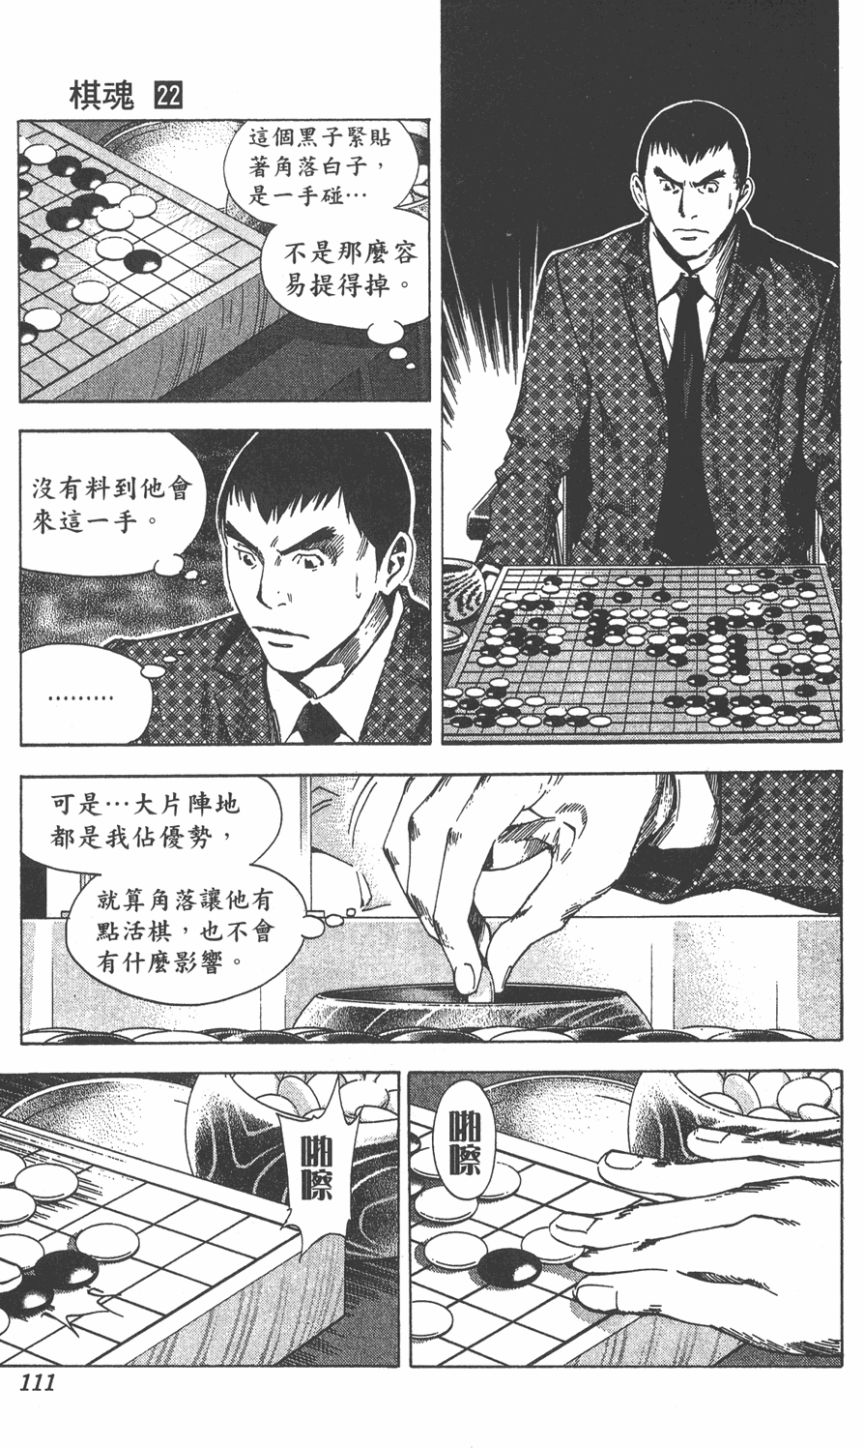 棋魂 22
這個黑子緊貼
著角落白子，
是一手碰…
不是那麼容
易提得掉。
沒有料到他會
來這一手。
………
可是…大片陣地
都是我佔優勢，
就算角落讓他有
點活棋，也不會
有什麼影響。
啪嚓
啪嚓
111